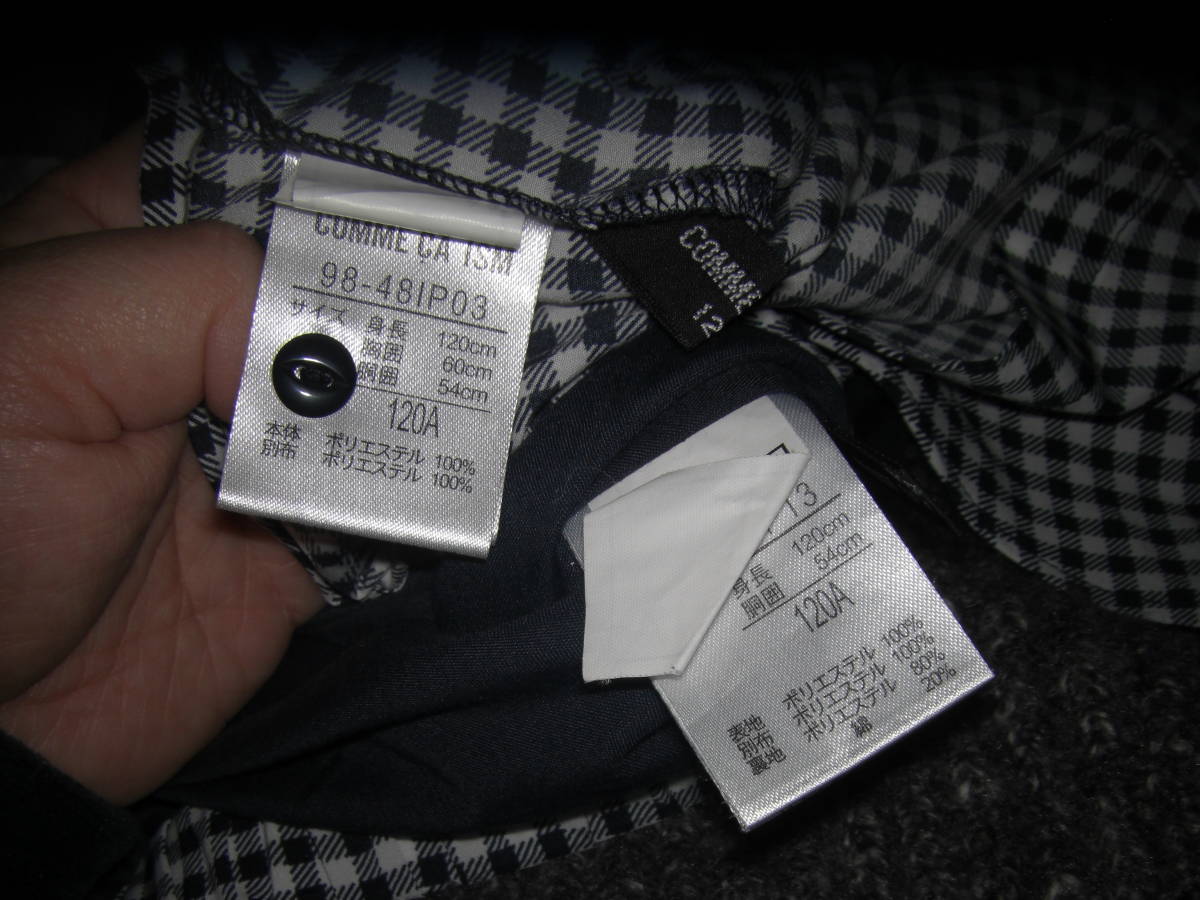 COMME CA ISM
98-48IP03
サイズ 身長 120cm
胸囲 60cm
胴囲 54cm
120A
本体 ポリエステル 100%
別布 ポリエステル 100%
COMME
12
13
身長 120cm
胴囲 54cm
120A
表地 ポリエステル 100%
別布 ポリエステル 100%
裏地 ポリエステル 80%
綿 20%